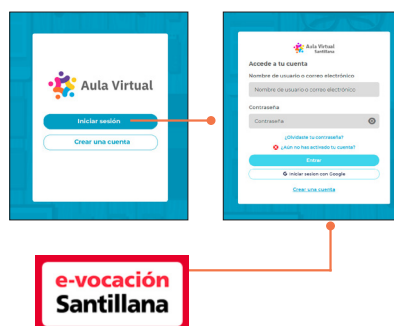 Aula Virtual
Iniciar sesión
Crear una cuenta
Aula Virtual
Santillana
Accede a tu cuenta
Nombre de usuario o correo electrónico
Nombre de usuario o correo electrónico
Contraseña
Contraseña
¿Olvidaste tu contraseña?
¿Aún no has activado tu cuenta?
Entrar
G Iniciar sesión con Google
Crear una cuenta
e-vocación
Santillana